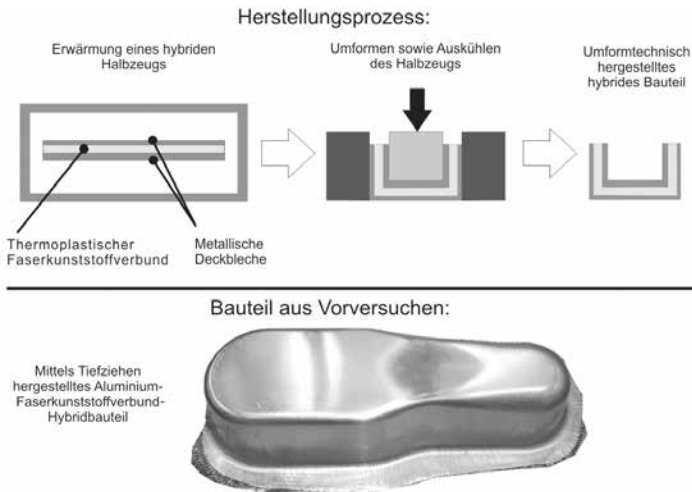 Herstellungsprozess:
Erwärmung eines hybriden
Halbzeugs
Umformen sowie Auskühlen
des Halbzeugs
Umformtechnisch
hergestelltes
hybrides Bauteil
Thermoplastischer
Faserkunststoffverbund
Metallische
Deckbleche
Bauteil aus Vorversuchen:
Mittels Tiefziehen
hergestelltes Aluminium-
Faserkunststoffverbund-
Hybridbauteil